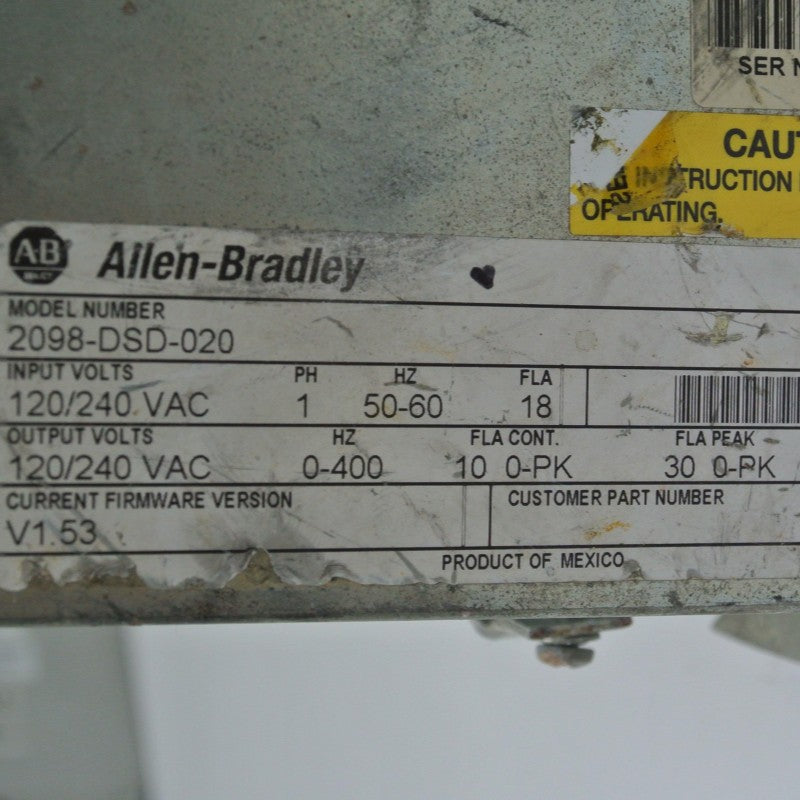 SER N
CAUT
INSTRUCTION
OPERATING.
AB
Allen-Bradley
MODEL NUMBER
2098-DSD-020
INPUT VOLTS PH HZ FLA
120/240 VAC 1 50-60 18
OUTPUT VOLTS HZ FLA CONT. FLA PEAK
120/240 VAC 0-400 10 0-PK 30 0-PK
CURRENT FIRMWARE VERSION CUSTOMER PART NUMBER
V1.53
PRODUCT OF MEXICO